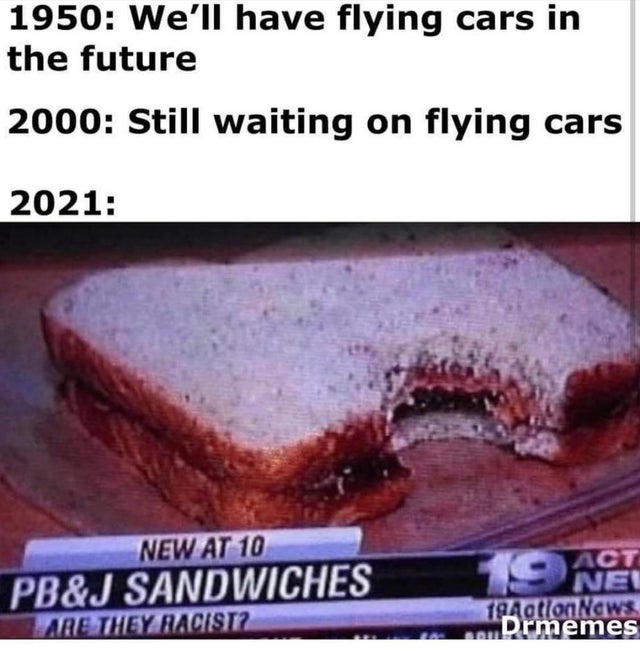 1950: We'll have flying cars in
the future
2000: Still waiting on flying cars
2021:
NEW AT 10
PB&J SANDWICHES
ARE THEY RACIST?
19 ACT
NEW
19ActionNews.
Drmemes